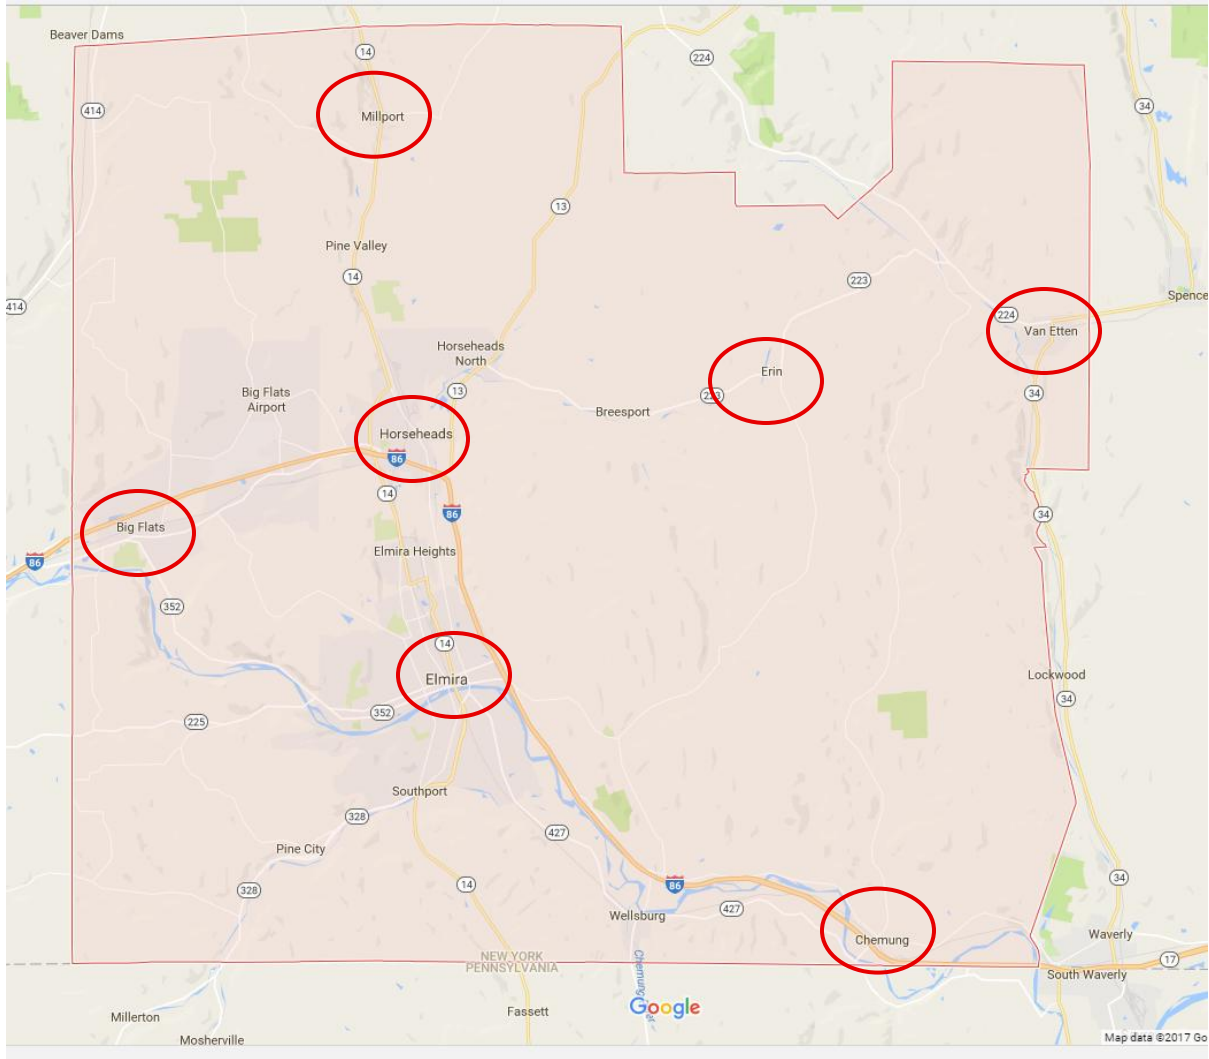 Beaver Dams
14
224
414
Millport
34
13
Pine Valley
14
223
414
Spence
224
Van Etten
Horseheads
North
Erin
Big Flats
Airport
13
223
34
Breesport
Horseheads
86
14
86
34
Big Flats
Elmira Heights
86
352
14
Elmira
Lockwood
34
352
225
Southport
328
427
Pine City
14
86
34
328
427
Wellsburg
Waverly
Chemung
NEW YORK
PENNSYLVANIA
17
South Waverly
Chemung
Google
Fassett
Millerton
Mosherville
Map data ©2017 Go